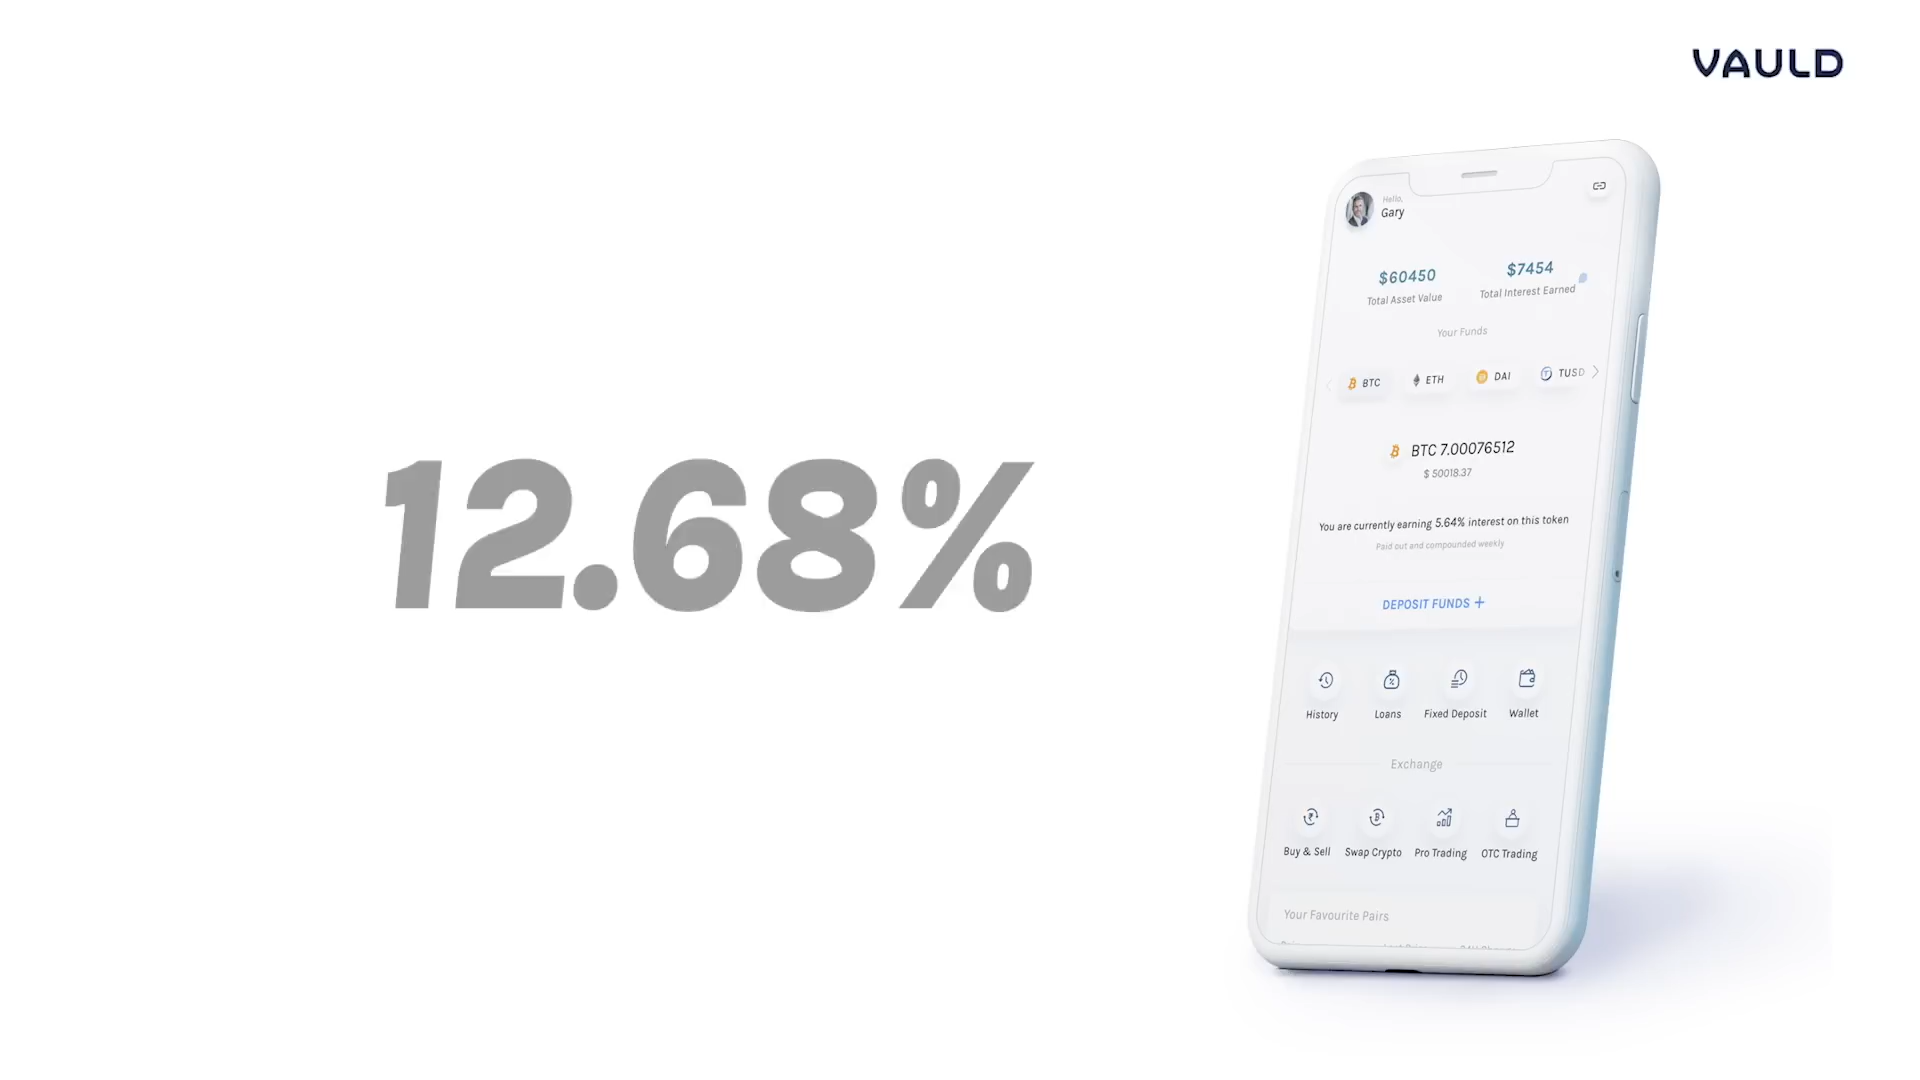 VAULD
12.68%
Hello,
Gary
$60450
Total Asset Value
$7454
Total Interest Earned
Your Funds
BTC
ETH
DAI
TUSD
BTC 7.00076512
$ 50018.37
You are currently earning 5.64% interest on this token
Paid out and compounded weekly
DEPOSIT FUNDS +
History
Loans
Fixed Deposit
Wallet
Exchange
Buy & Sell
Swap Crypto
Pro Trading
OTC Trading
Your Favourite Pairs